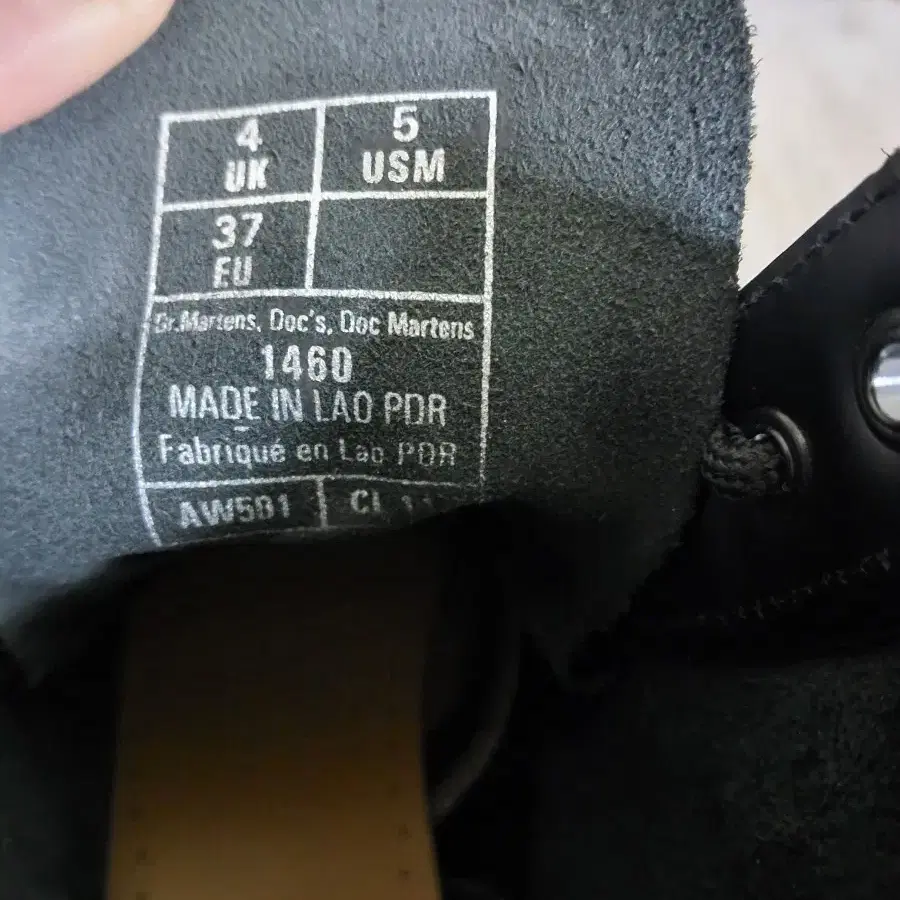 4 5
UK USM
37
EU
Dr.Martens, Doc's, Doc Martens
1460
MADE IN LAO PDR
Fabriqué en Lao PDR
AW501